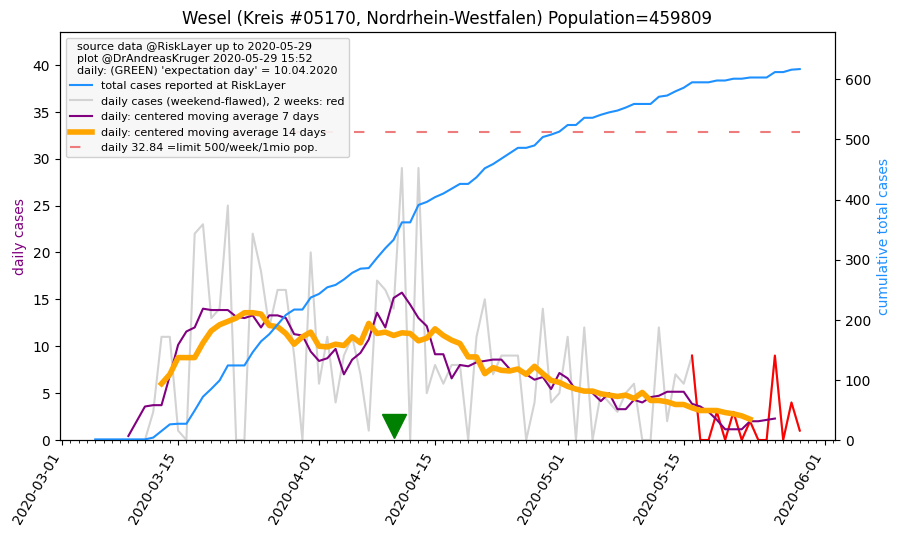 Wesel (Kreis #05170, Nordrhein-Westfalen) Population=459809
source data @RiskLayer up to 2020-05-29
plot @DrAndreasKruger 2020-05-29 15:52
daily: (GREEN) 'expectation day' = 10.04.2020
total cases reported at RiskLayer
daily cases (weekend-flawed), 2 weeks: red
daily: centered moving average 7 days
daily: centered moving average 14 days
daily 32.84 =limit 500/week/1mio pop.
daily cases
40
35
30
25
20
15
10
5
0
600
500
400
300
200
100
0
cumulative total cases
2020-03-01
2020-03-15
2020-04-01
2020-04-15
2020-05-01
2020-05-15
2020-06-01